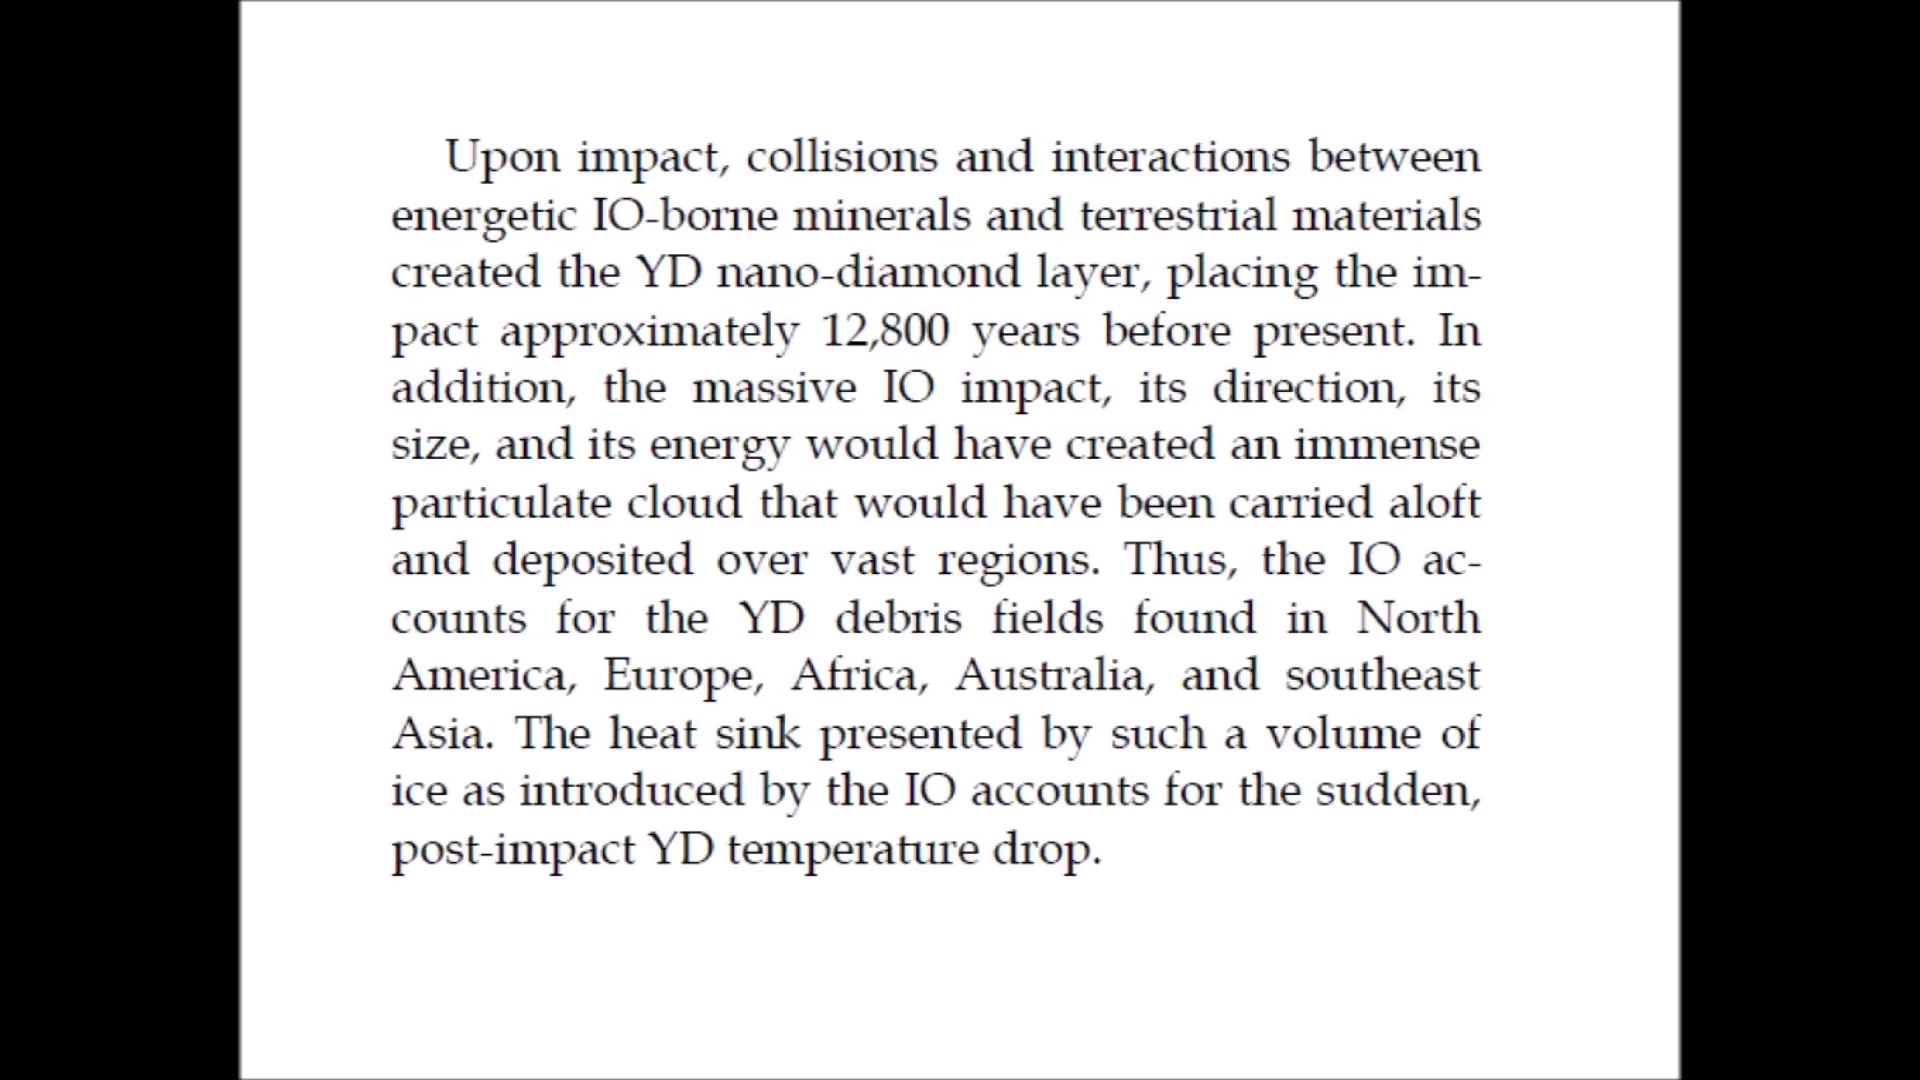 Upon impact, collisions and interactions between
energetic IO-borne minerals and terrestrial materials
created the YD nano-diamond layer, placing the im-
pact approximately 12,800 years before present. In
addition, the massive IO impact, its direction, its
size, and its energy would have created an immense
particulate cloud that would have been carried aloft
and deposited over vast regions. Thus, the IO ac-
counts for the YD debris fields found in North
America, Europe, Africa, Australia, and southeast
Asia. The heat sink presented by such a volume of
ice as introduced by the IO accounts for the sudden,
post-impact YD temperature drop.